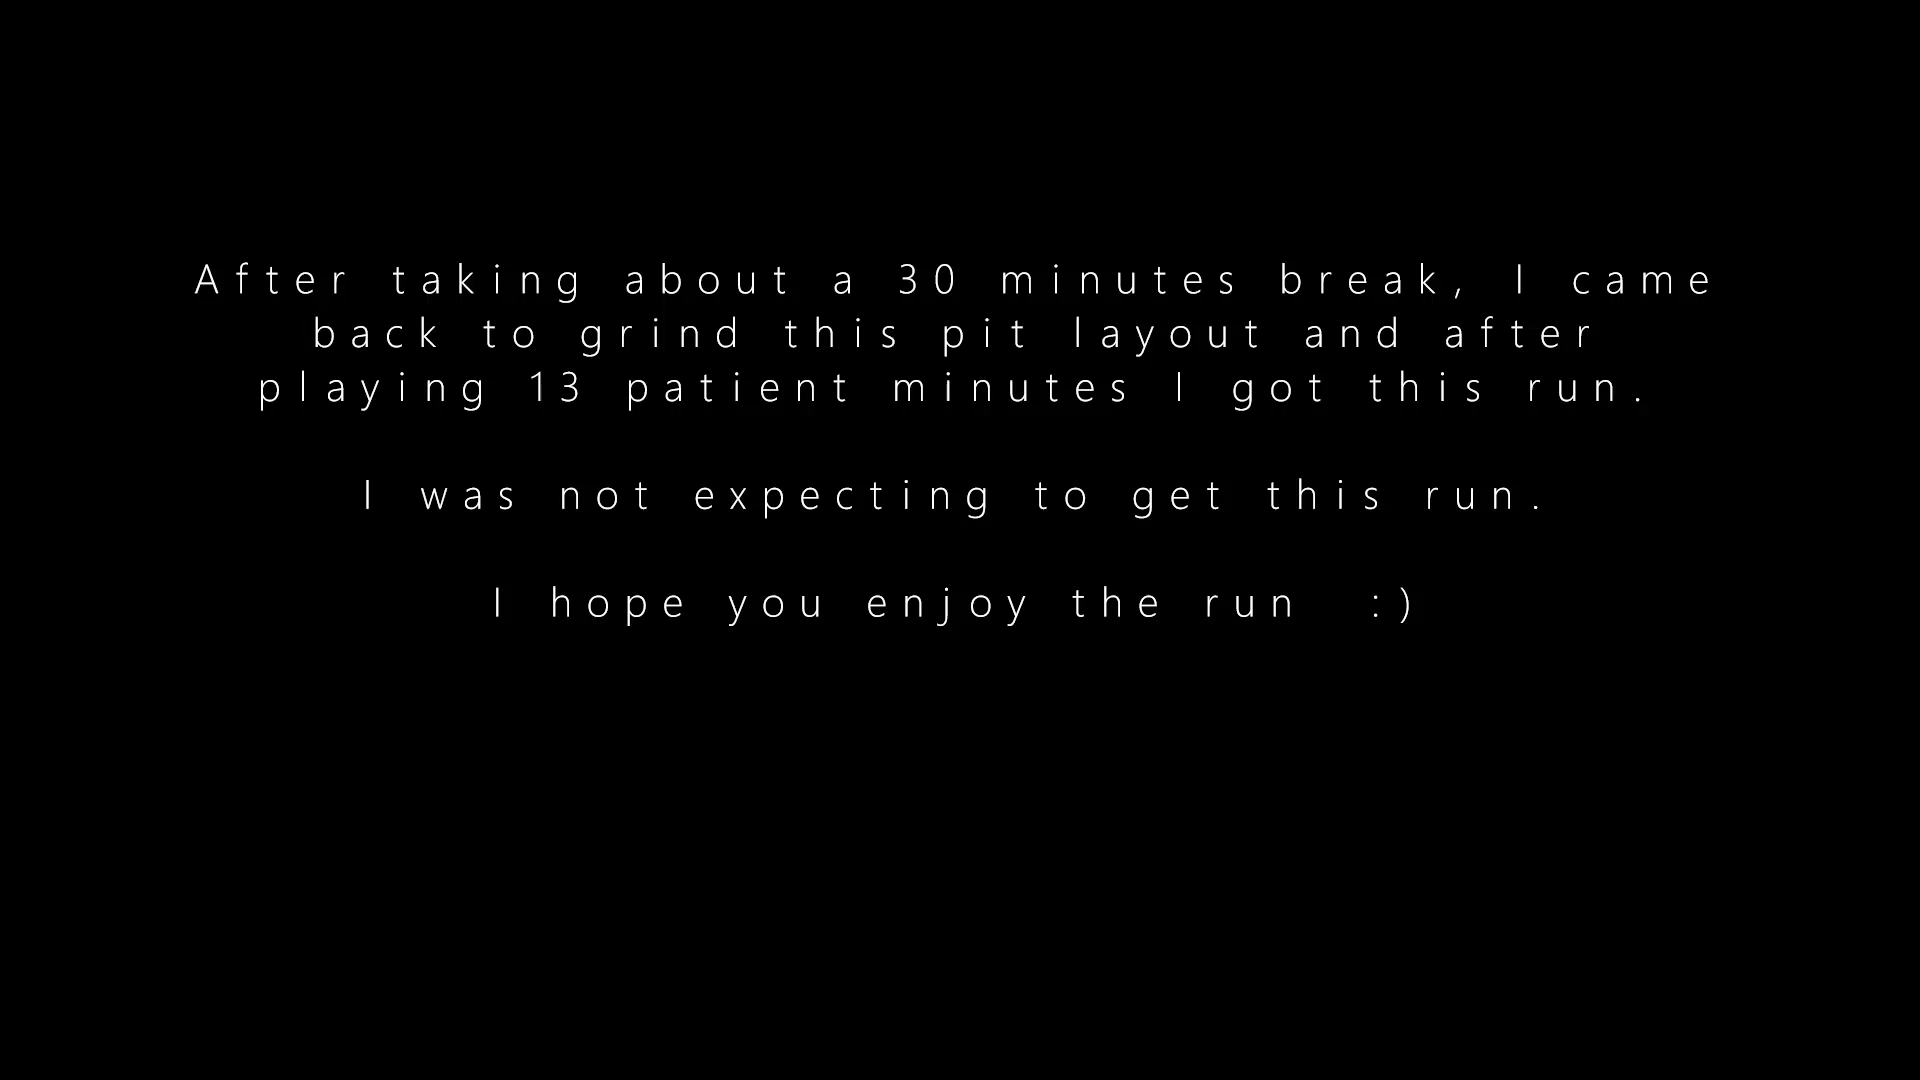 After taking about a 30 minutes break, I came
back to grind this pit layout and after
playing 13 patient minutes I got this run.
I was not expecting to get this run.
I hope you enjoy the run :)